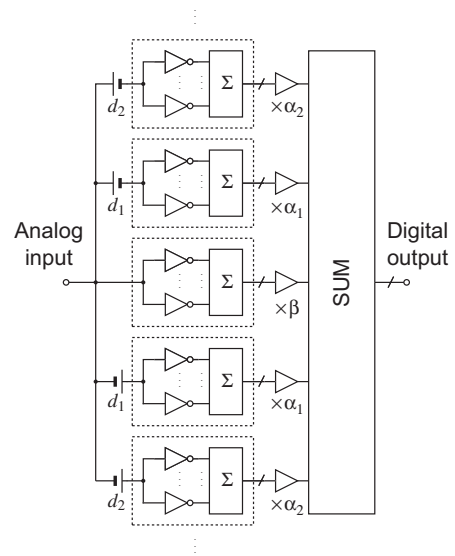 Σ
d₂
×α₂
Σ
d₁
×α₁
Analog
input
Σ
×β
SUM
Digital
output
Σ
d₁
×α₁
Σ
d₂
×α₂